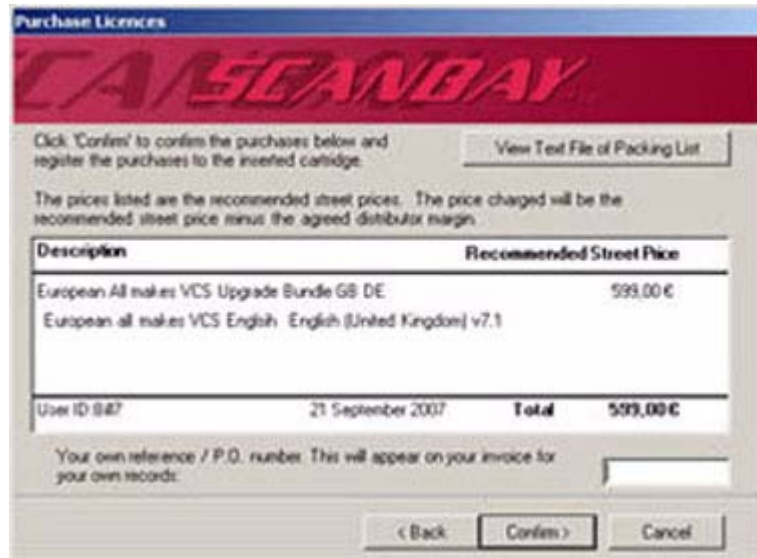 Purchase Licences
SCANBAY
Click 'Confirm' to confirm the purchases below and
register the purchases to the inserted cartridge.
View Text File of Packing List
The prices listed are the recommended street prices. The price charged will be the
recommended street price minus the agreed distributor margin.
Description Recommended Street Price
European All makes VCS Upgrade Bundle GB DE 599,00 €
European all makes VCS Englsih English (United Kingdom) v7.1
User ID: 21 September 2007 Total 599,00 €
Your own reference / P.O. number. This will appear on your invoice for
your own records:
< Back Confirm > Cancel